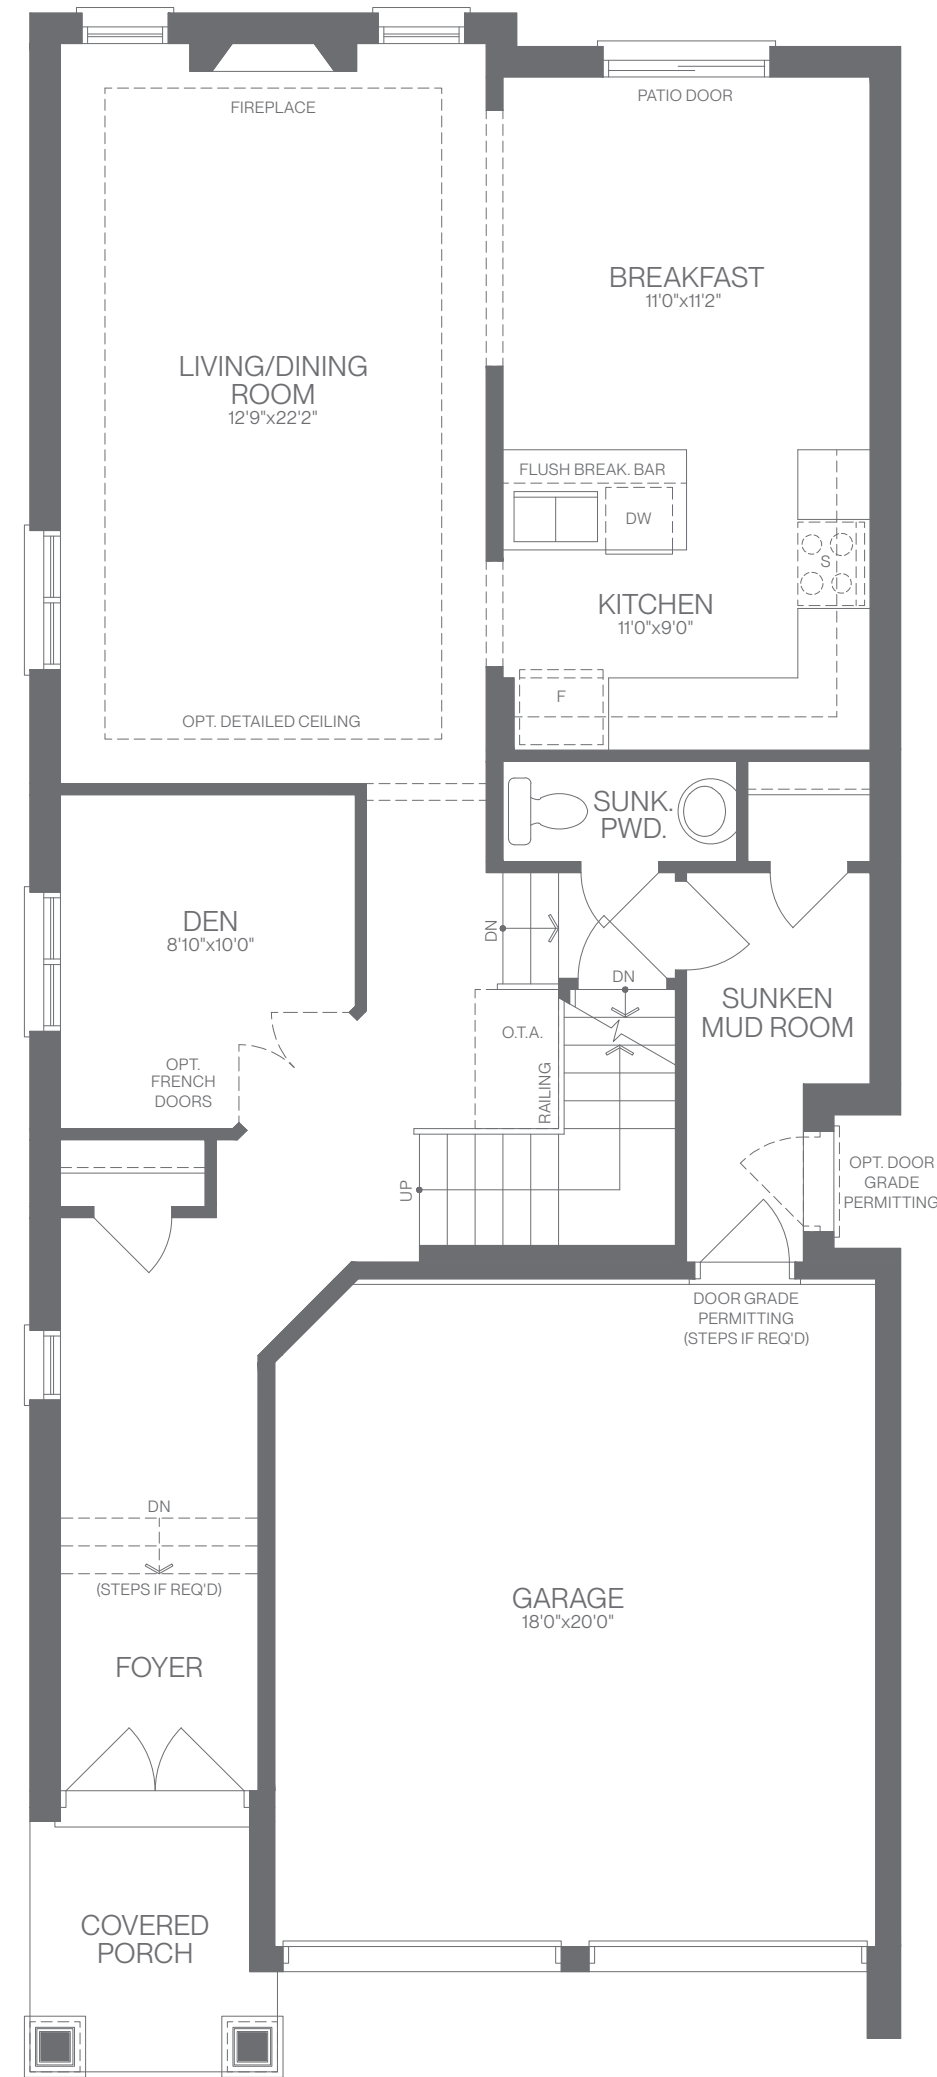 FIREPLACE
PATIO DOOR
BREAKFAST
11'0"x11'2"
LIVING/DINING
ROOM
12'9"x22'2"
FLUSH BREAK. BAR
DW
S
KITCHEN
11'0"x9'0"
F
OPT. DETAILED CEILING
SUNK.
PWD.
DEN
8'10"x10'0"
DN
DN
SUNKEN
MUD ROOM
O.T.A.
RAILING
OPT.
FRENCH
DOORS
UP
OPT. DOOR
GRADE
PERMITTING
DOOR GRADE
PERMITTING
(STEPS IF REQ'D)
DN
(STEPS IF REQ'D)
GARAGE
18'0"x20'0"
FOYER
COVERED
PORCH